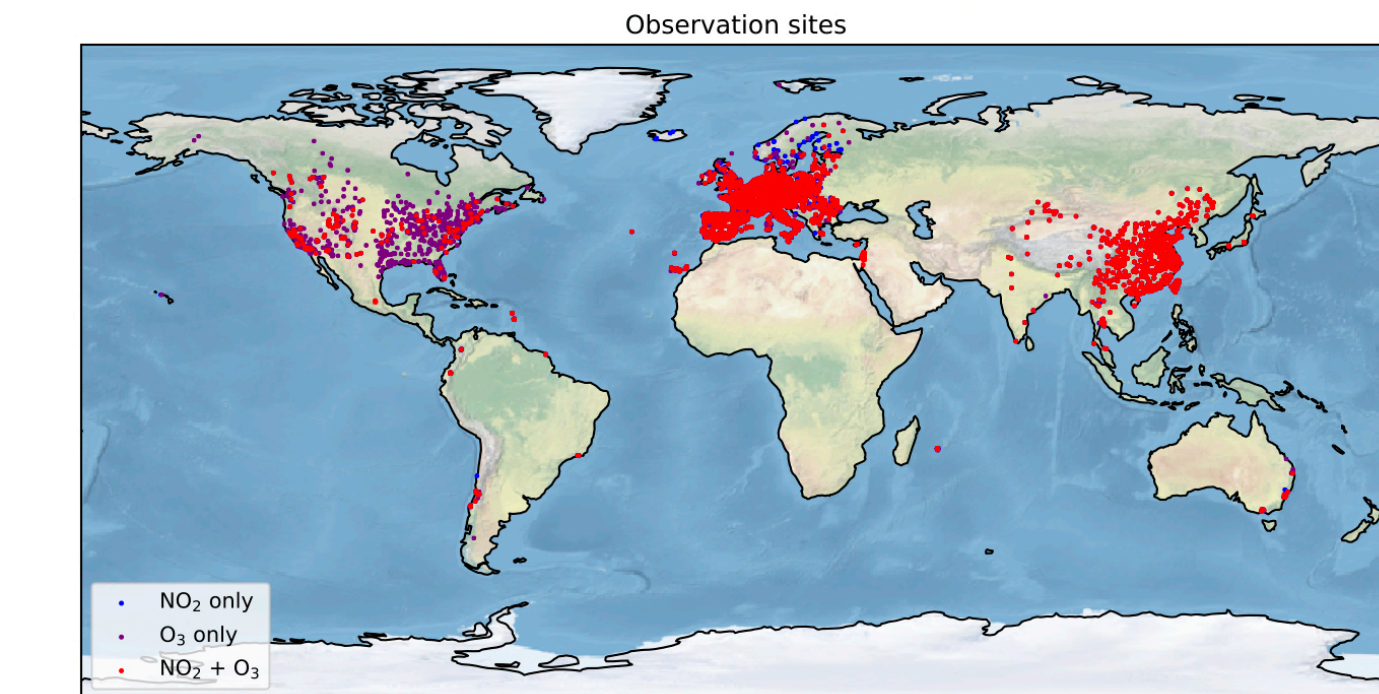 Observation sites
NO₂ only
O₃ only
NO₂ + O₃